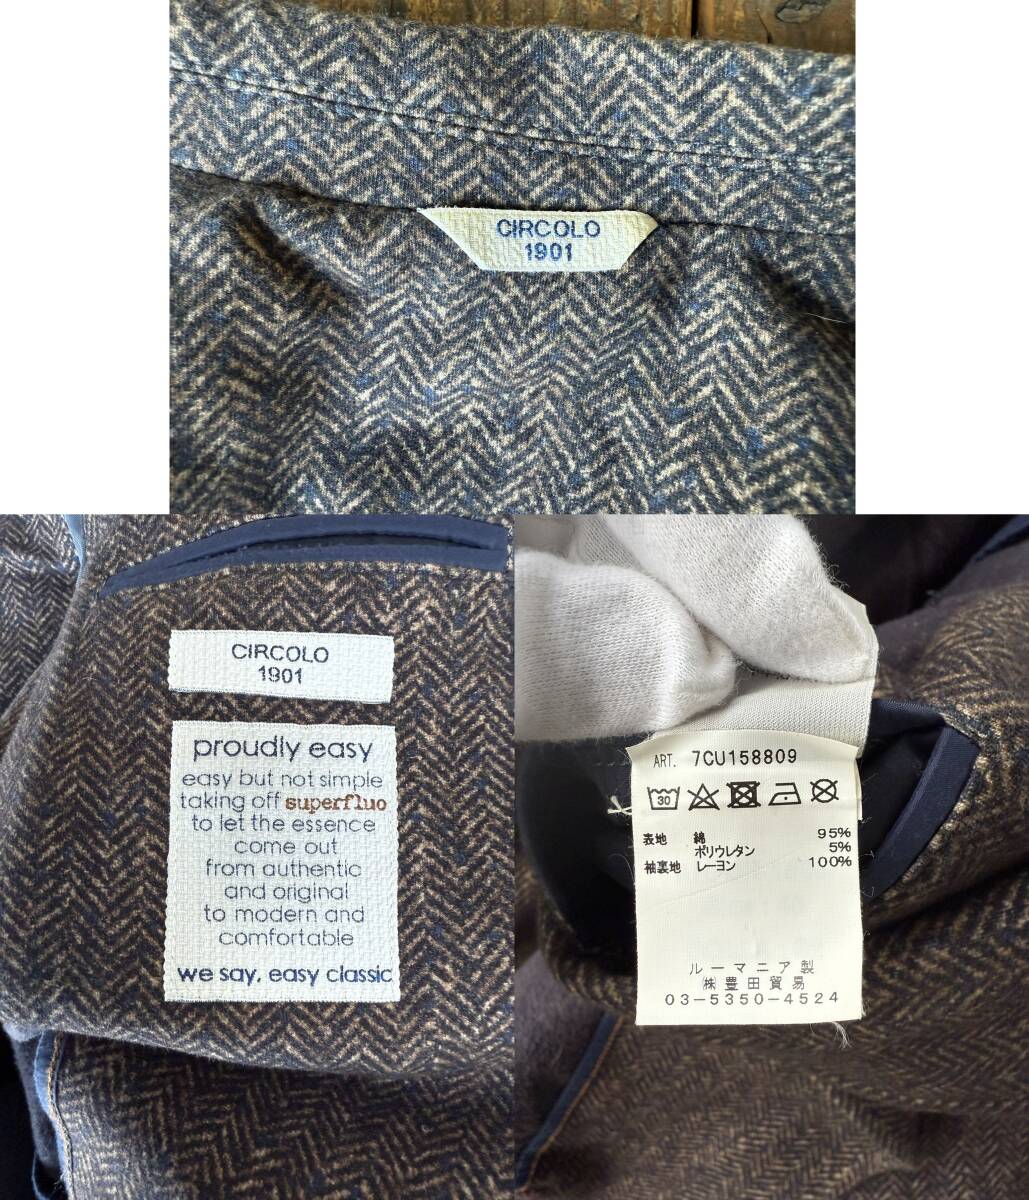 CIRCOLO
1901
CIRCOLO
1901
proudly easy
easy but not simple
taking off superfluo
to let the essence
come out
from authentic
and original
to modern and
comfortable
we say, easy classic
ART. 7CU158809
30
表地 綿 95%
ポリウレタン 5%
袖裏地 レーヨン 100%
ルーマニア製
㈱豊田貿易
03-5350-4524